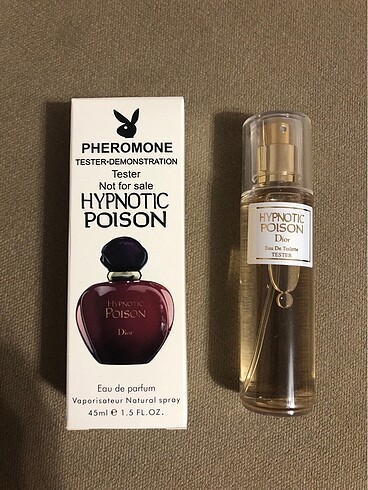 PHEROMONE
TESTER•DEMONSTRATION
Tester
Not for sale
HYPNOTIC
POISON
HYPNOTIC
POISON
Dior
Eau de parfum
Vaporisateur Natural spray
45ml e 1.5 FL.OZ.
HYPNOTIC
POISON
Dior
Eau De Toilette
TESTER